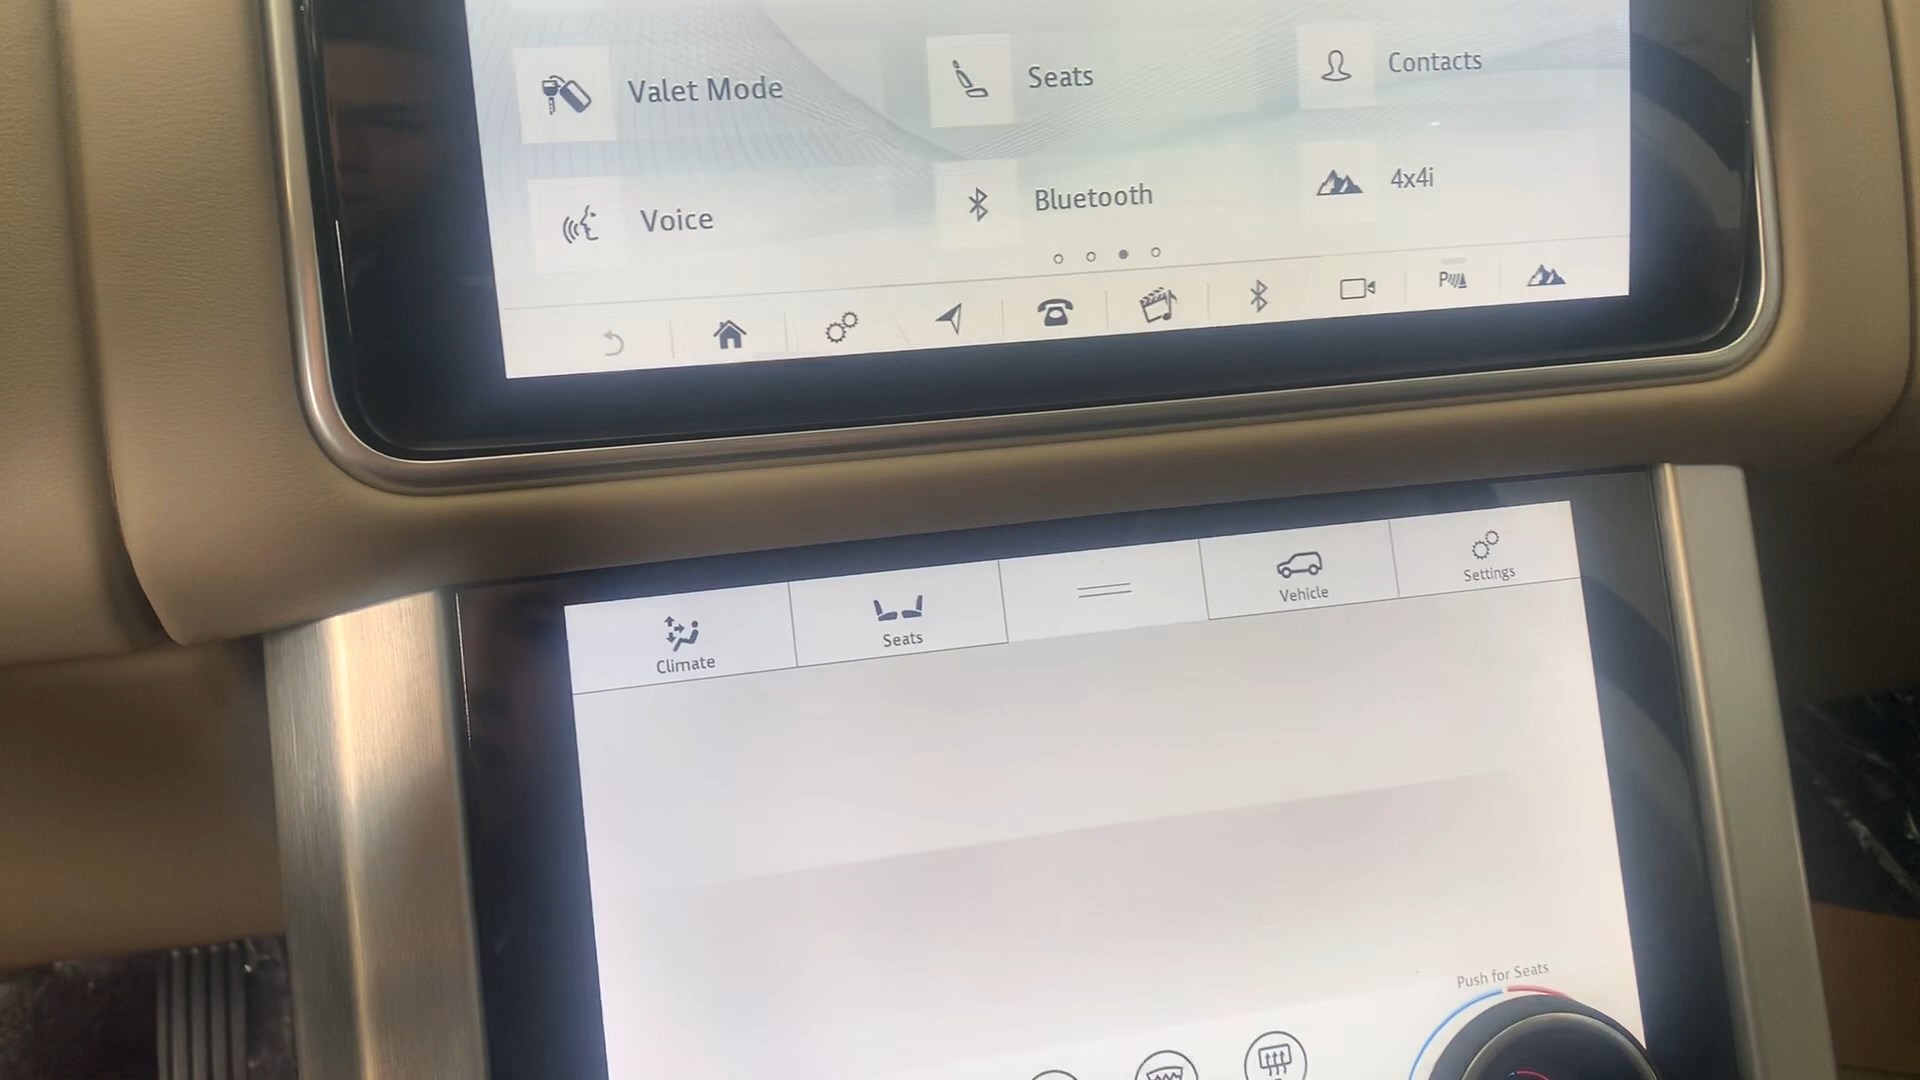 Valet Mode
Seats
Contacts
Voice
Bluetooth
4x4i
P
Climate
Seats
Vehicle
Settings
Push for Seats